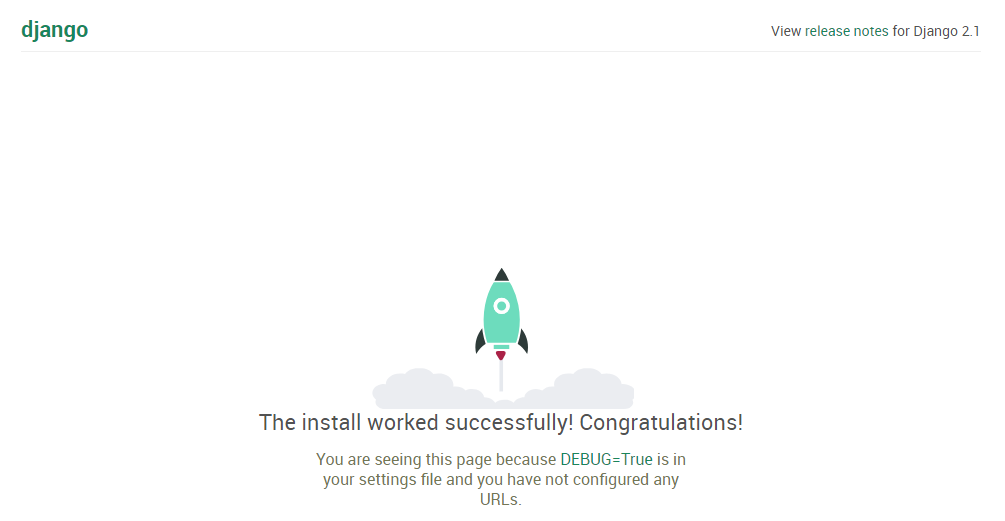 django
View release notes for Django 2.1
The install worked successfully! Congratulations!
You are seeing this page because DEBUG=True is in
your settings file and you have not configured any
URLs.